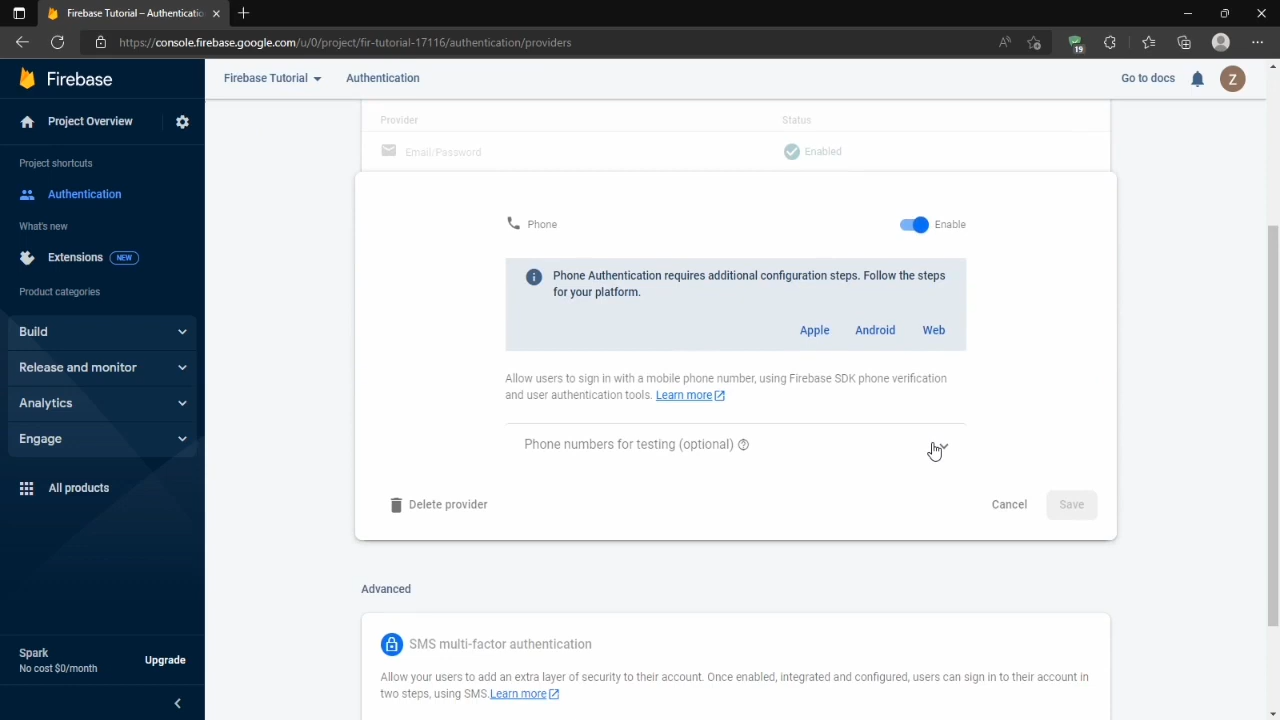 Firebase Tutorial – Authenticatio
https://console.firebase.google.com/u/0/project/fir-tutorial-17116/authentication/providers
19
Firebase
Firebase Tutorial
Authentication
Go to docs
Z
Project Overview
Project shortcuts
Authentication
What's new
Extensions NEW
Product categories
Build
Release and monitor
Analytics
Engage
All products
Spark
No cost $0/month
Upgrade
Provider
Status
Email/Password
Enabled
Phone
Enable
Phone Authentication requires additional configuration steps. Follow the steps
for your platform.
Apple
Android
Web
Allow users to sign in with a mobile phone number, using Firebase SDK phone verification
and user authentication tools. Learn more
Phone numbers for testing (optional)
Delete provider
Cancel
Save
Advanced
SMS multi-factor authentication
Allow your users to add an extra layer of security to their account. Once enabled, integrated and configured, users can sign in to their account in
two steps, using SMS. Learn more